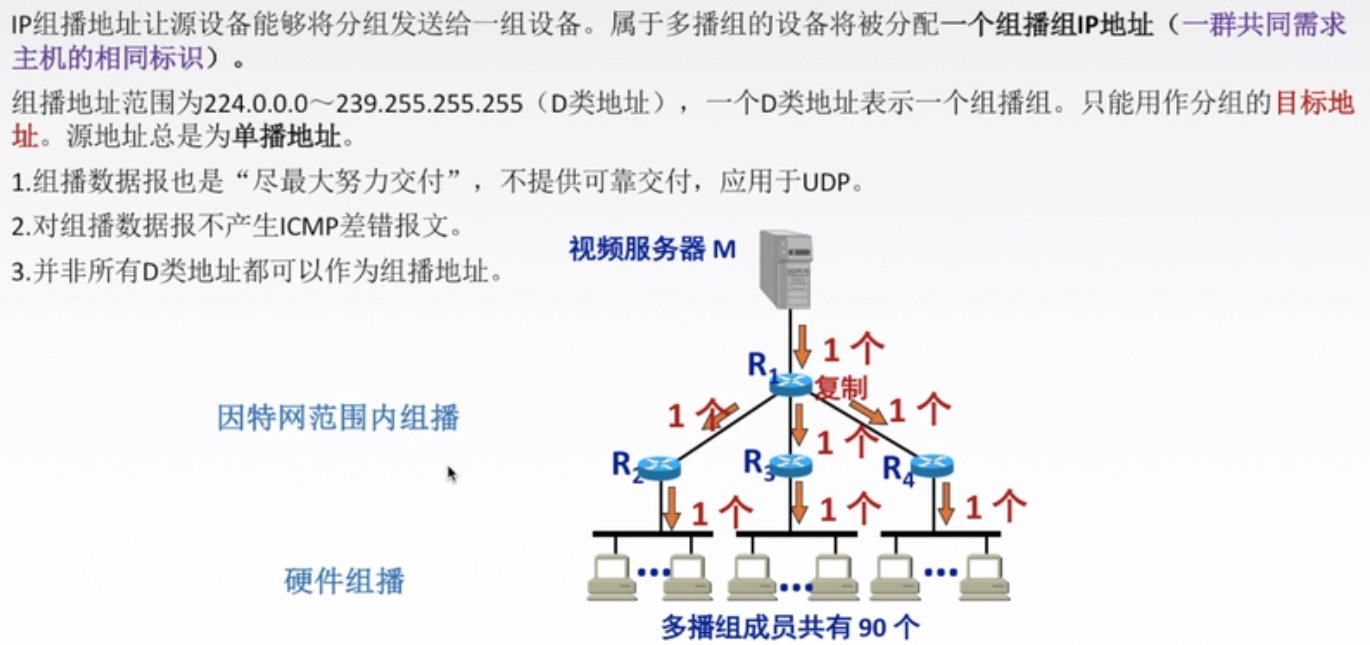 IP组播地址让源设备能够将分组发送给一组设备。属于多播组的设备将被分配一个组播组IP地址（一群共同需求
主机的相同标识）。
组播地址范围为224.0.0.0～239.255.255.255（D类地址），一个D类地址表示一个组播组。只能用作分组的目标地
址。源地址总是为单播地址。
1.组播数据报也是“尽最大努力交付”，不提供可靠交付，应用于UDP。
2.对组播数据报不产生ICMP差错报文。
3.并非所有D类地址都可以作为组播地址。
视频服务器 M
1 个
R1
复制
1 个
1 个
1 个
因特网范围内组播
R2
R3
R4
1 个
1 个
1 个
硬件组播
多播组成员共有 90 个